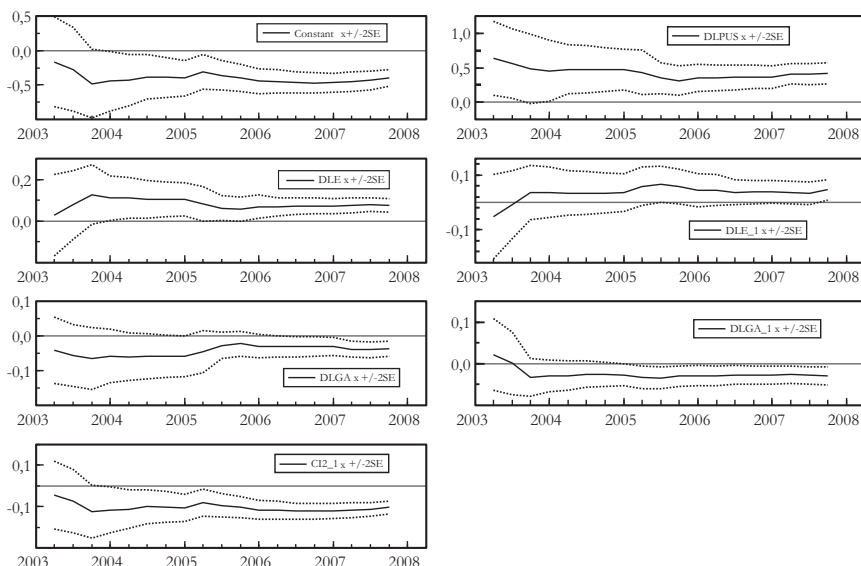 0,5
Constant x+/-2SE
0,0
-0,5
2003 2004 2005 2006 2007 2008
DLPUS x +/-2SE
1,0
0,5
0,0
2003 2004 2005 2006 2007 2008
DLE x+/-2SE
0,2
0,0
2003 2004 2005 2006 2007 2008
0,1
DLE_1 x+/-2SE
-0,1
2003 2004 2005 2006 2007 2008
0,1
0,0
DLGA x +/-2SE
-0,1
2003 2004 2005 2006 2007 2008
0,1
DLGA_1 x +/-2SE
0,0
2003 2004 2005 2006 2007 2008
0,1
CI2_1 x +/-2SE
-0,1
2003 2004 2005 2006 2007 2008